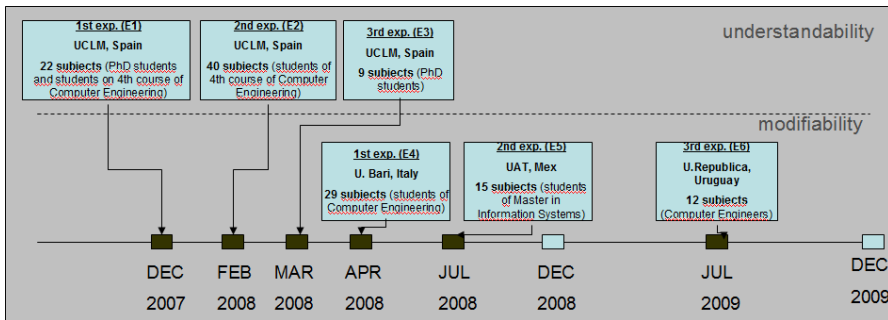 1st exp. (E1)
UCLM, Spain
22 subjects (PhD students
and students on 4th course of
Computer Engineering)
2nd exp. (E2)
UCLM, Spain
40 subjects (students of
4th course of Computer
Engineering)
3rd exp. (E3)
UCLM, Spain
9 subjects (PhD
students)
understandability
modifiability
1st exp. (E4)
U. Bari, Italy
29 subjects (students of
Computer Engineering)
2nd exp. (E5)
UAT, Mex
15 subjects (students
of Master in
Information Systems)
3rd exp. (E6)
U.Republica,
Uruguay
12 subjects
(Computer Engineers)
DEC
2007
FEB
2008
MAR
2008
APR
2008
JUL
2008
DEC
2008
JUL
2009
DEC
2009